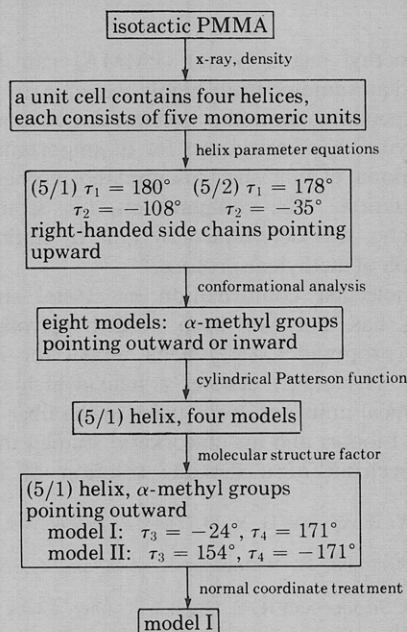 isotactic PMMA
x-ray, density
a unit cell contains four helices,
each consists of five monomeric units
helix parameter equations
(5/1) τ₁ = 180° (5/2) τ₁ = 178°
τ₂ = −108° τ₂ = −35°
right-handed side chains pointing
upward
conformational analysis
eight models: α-methyl groups
pointing outward or inward
cylindrical Patterson function
(5/1) helix, four models
molecular structure factor
(5/1) helix, α-methyl groups
pointing outward
model I: τ₃ = −24°, τ₄ = 171°
model II: τ₃ = 154°, τ₄ = −171°
normal coordinate treatment
model I